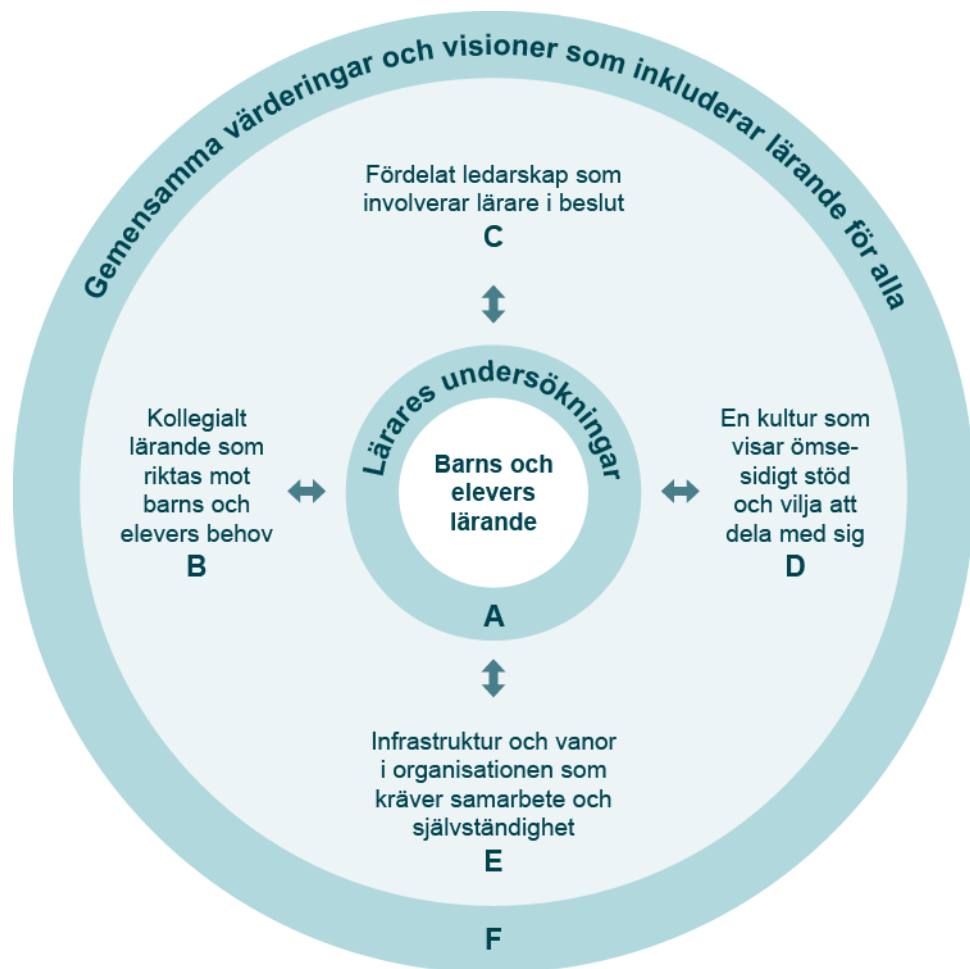 Gemensamma värderingar och visioner som inkluderar lärande för alla
Fördelat ledarskap som
involverar lärare i beslut
C
Kollegialt
lärande som
riktas mot
barns och
elevers behov
B
Lärares undersökningar
Barns och
elevers
lärande
A
En kultur som
visar ömse-
sidigt stöd
och vilja att
dela med sig
D
Infrastruktur och vanor
i organisationen som
kräver samarbete och
självständighet
E
F